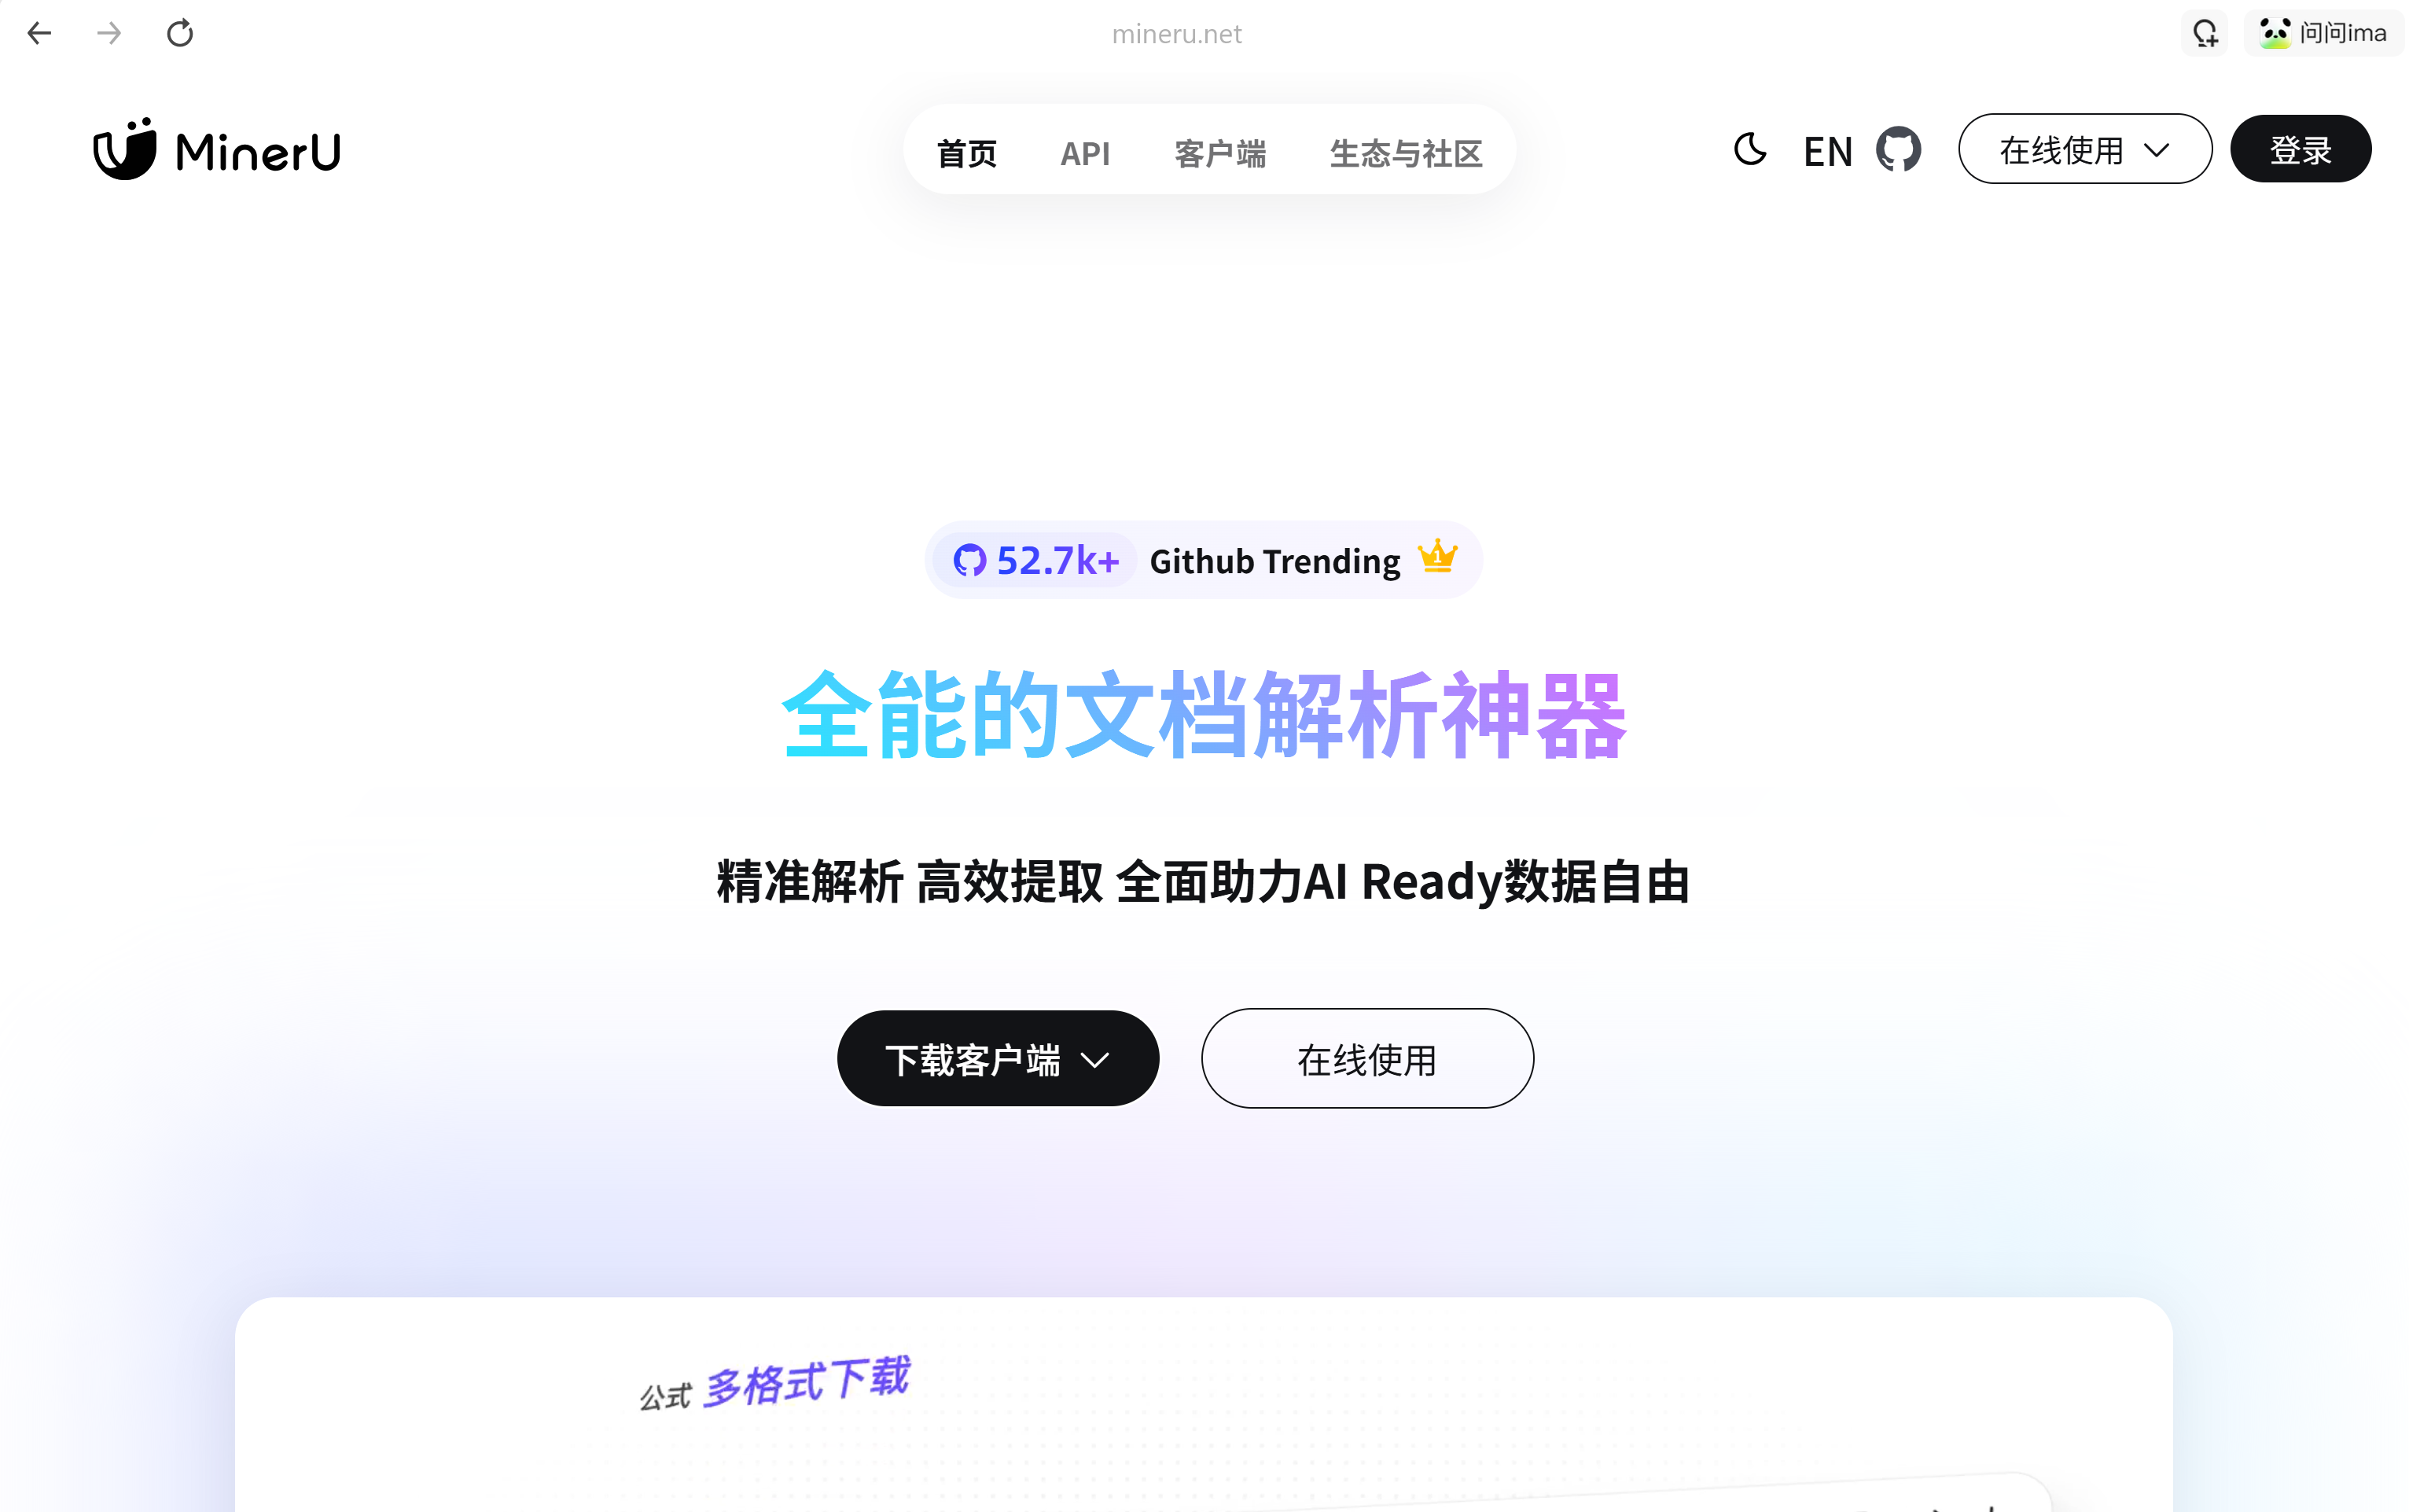 mineru.net
问问ima
MinerU
首页 API 客户端 生态与社区
EN
在线使用
登录
52.7k+ Github Trending 1
全能的文档解析神器
精准解析 高效提取 全面助力AI Ready数据自由
下载客户端
在线使用
公式 多格式下载